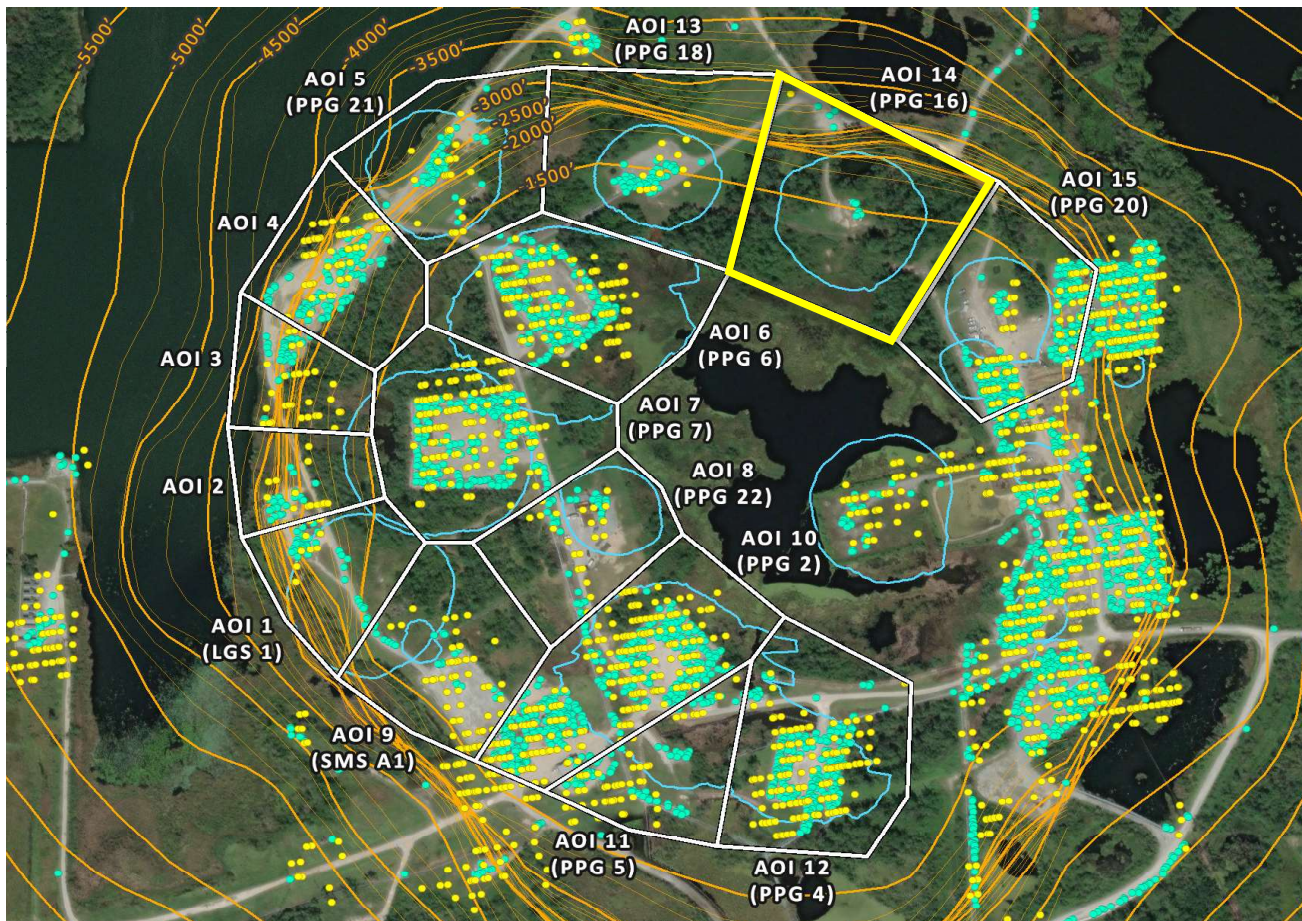 -5500'
-5000'
-4500'
-4000'
-3500'
-3000'
-2500'
-2000'
-1500'
AOI 13
(PPG 18)
AOI 5
(PPG 21)
AOI 14
(PPG 16)
AOI 15
(PPG 20)
AOI 4
AOI 3
AOI 6
(PPG 6)
AOI 7
(PPG 7)
AOI 8
(PPG 22)
AOI 2
AOI 10
(PPG 2)
AOI 1
(LGS 1)
AOI 9
(SMS A1)
AOI 11
(PPG 5)
AOI 12
(PPG 4)